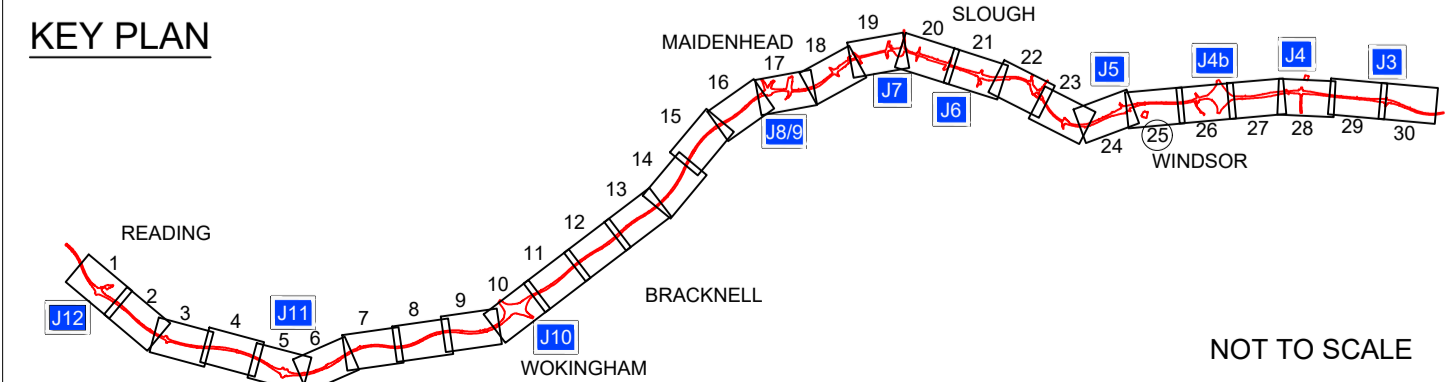 KEY PLAN
SLOUGH
19
20
MAIDENHEAD
18
21
17
22
16
23
J5
J4b
J4
J3
J7
J6
15
J8/9
24
25
26
27
28
29
30
WINDSOR
14
13
12
READING
11
1
10
BRACKNELL
2
J12
3
4
J11
5
6
7
8
9
J10
WOKINGHAM
NOT TO SCALE